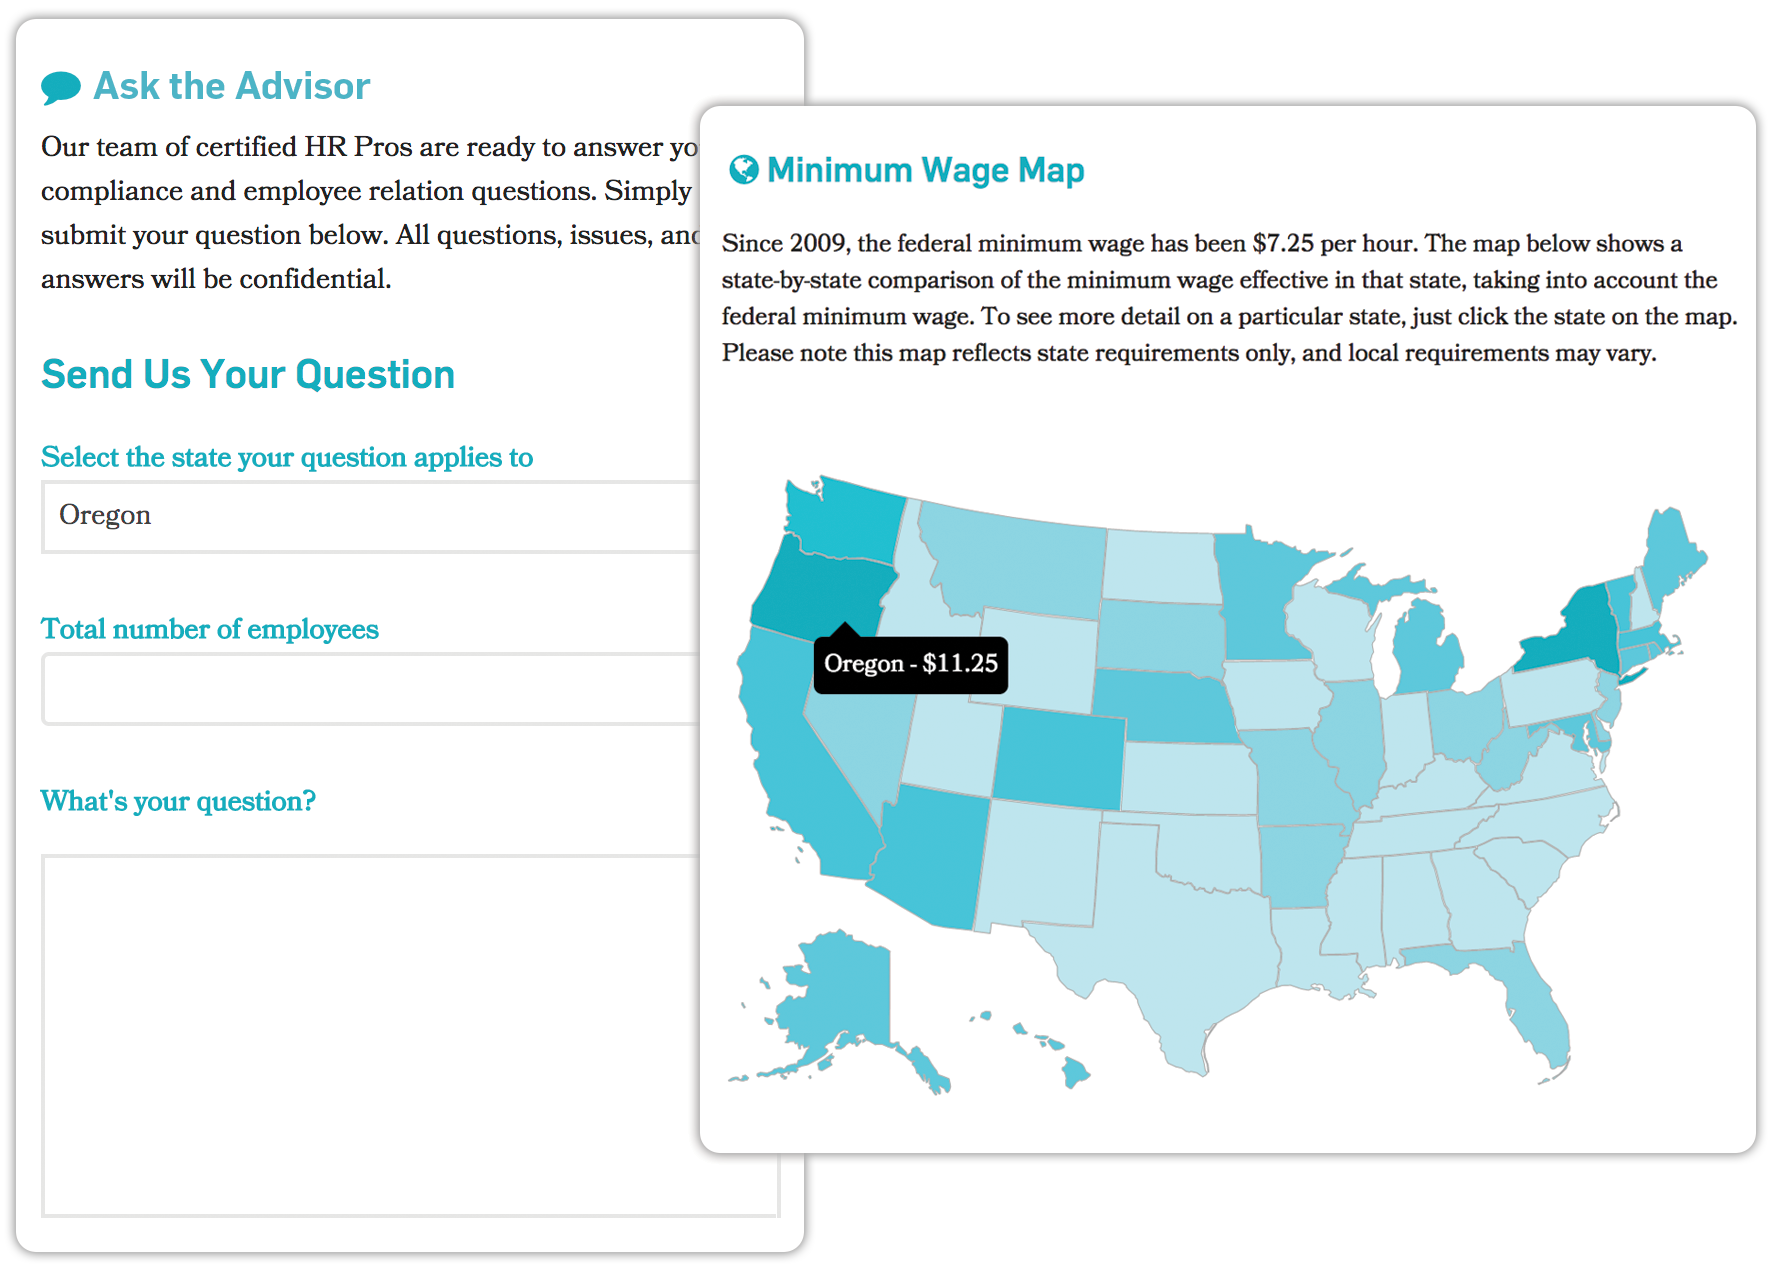 Ask the Advisor
Our team of certified HR Pros are ready to answer
compliance and employee relation questions. Simply
submit your question below. All questions, issues,
answers will be confidential.
Send Us Your Question
Select the state your question applies to
Oregon
Total number of employees
What's your question?
Minimum Wage Map
Since 2009, the federal minimum wage has been $7.25 per hour. The map below shows a
state-by-state comparison of the minimum wage effective in that state, taking into account the
federal minimum wage. To see more detail on a particular state, just click the state on the map.
Please note this map reflects state requirements only, and local requirements may vary.
Oregon - $11.25